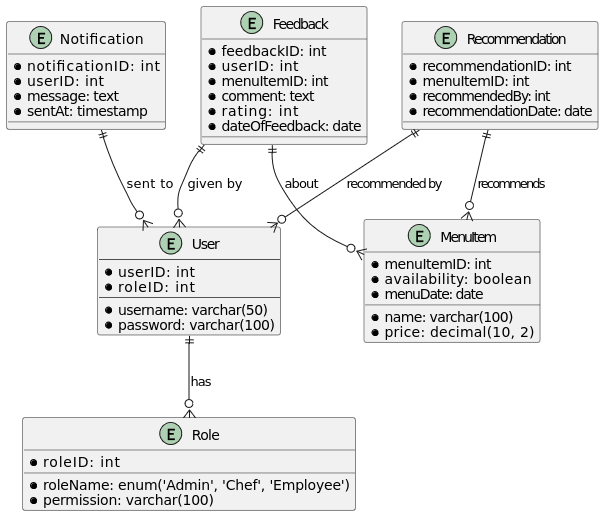 E Notification
notificationID: int
userID: int
message: text
sentAt: timestamp
E Feedback
feedbackID: int
userID: int
menuItemID: int
comment: text
rating: int
dateOfFeedback: date
E Recommendation
recommendationID: int
menuItemID: int
recommendedBy: int
recommendationDate: date
sent to
given by
about
recommended by
recommends
E User
userID: int
roleID: int
username: varchar(50)
password: varchar(100)
E MenuItem
menuItemID: int
availability: boolean
menuDate: date
name: varchar(100)
price: decimal(10, 2)
has
E Role
roleID: int
roleName: enum('Admin', 'Chef', 'Employee')
permission: varchar(100)